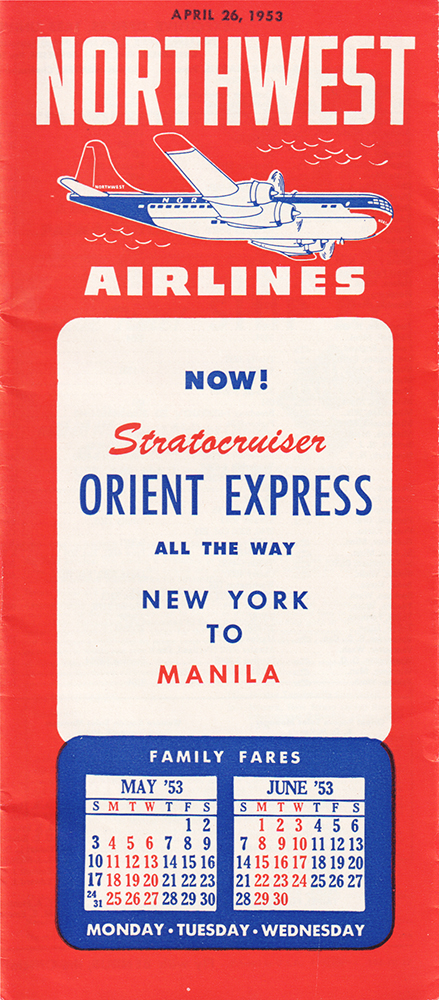 APRIL 26, 1953
NORTHWEST
NORTHWEST
NOR
AIRLINES
NOW!
Stratocruiser
ORIENT EXPRESS
ALL THE WAY
NEW YORK
TO
MANILA
FAMILY FARES
MAY '53
S M T W T F S
1 2
3 4 5 6 7 8 9
10 11 12 13 14 15 16
17 18 19 20 21 22 23
24/31 25 26 27 28 29 30
JUNE '53
S M T W T F S
1 2 3 4 5 6
7 8 9 10 11 12 13
14 15 16 17 18 19 20
21 22 23 24 25 26 27
28 29 30
MONDAY • TUESDAY • WEDNESDAY